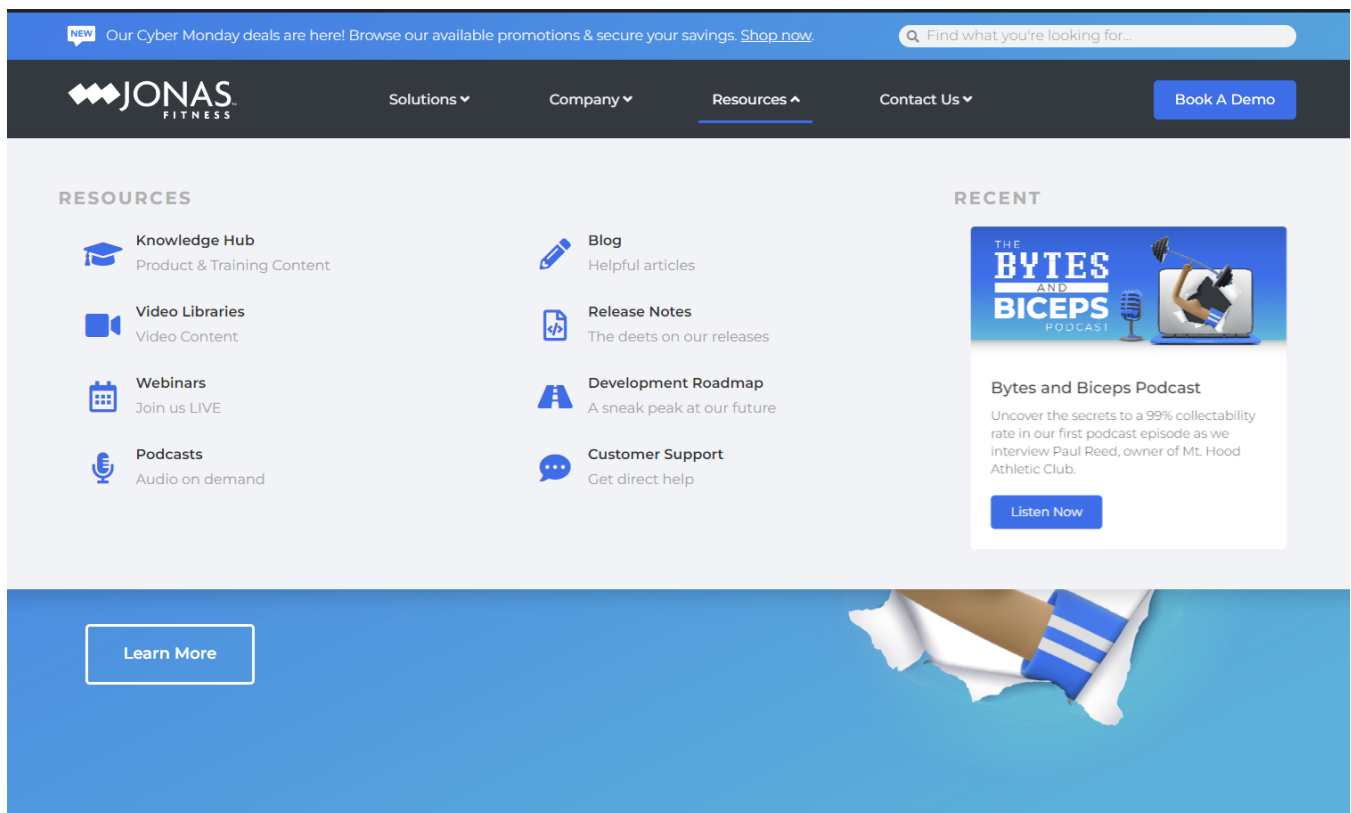 NEW Our Cyber Monday deals are here! Browse our available promotions & secure your savings. Shop now.
Find what you're looking for...
JONAS
FITNESS
Solutions
Company
Resources
Contact Us
Book A Demo
RESOURCES
Knowledge Hub
Product & Training Content
Video Libraries
Video Content
Webinars
Join us LIVE
Podcasts
Audio on demand
Blog
Helpful articles
Release Notes
The deets on our releases
Development Roadmap
A sneak peak at our future
Customer Support
Get direct help
RECENT
THE
BYTES
AND
BICEPS
PODCAST
Bytes and Biceps Podcast
Uncover the secrets to a 99% collectability
rate in our first podcast episode as we
interview Paul Reed, owner of Mt. Hood
Athletic Club.
Listen Now
Learn More